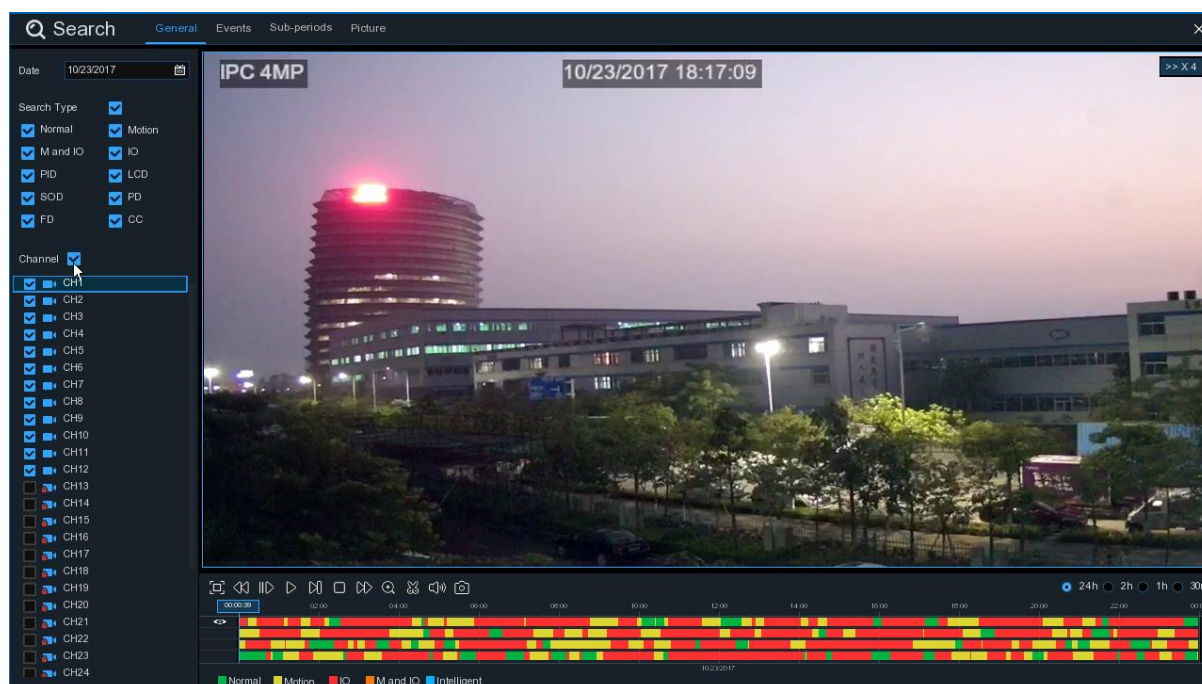 Search General Events Sub-periods Picture
Date 10/23/2017
Search Type
Normal Motion
M and IO IO
PID LCD
SOD PD
FD CC
Channel
CH1
CH2
CH3
CH4
CH5
CH6
CH7
CH8
CH9
CH10
CH11
CH12
CH13
CH14
CH15
CH16
CH17
CH18
CH19
CH20
CH21
CH22
CH23
CH24
IPC 4MP 10/23/2017 18:17:09 >> X 4
24h 2h 1h
00:00:39 02:00 04:00 06:00 08:00 10:00 12:00 14:00 16:00 18:00 20:00 22:00
10/23/2017
Normal Motion IO M and IO Intelligent